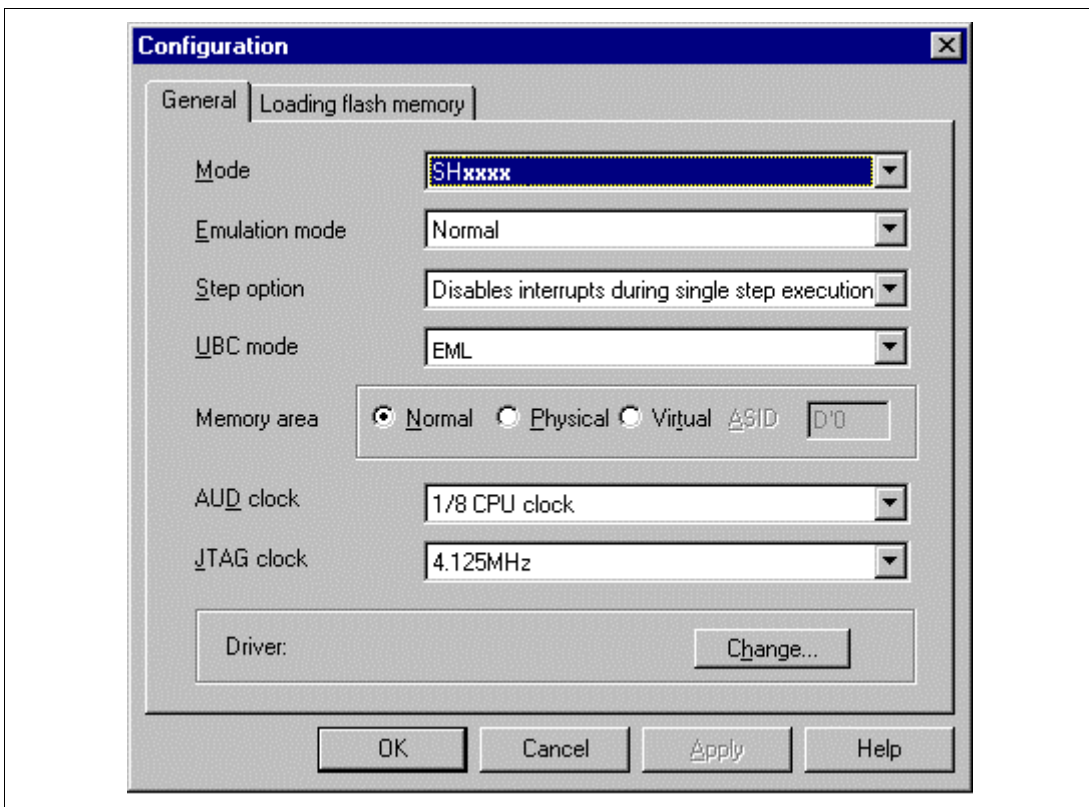 Configuration
General Loading flash memory
Mode SHxxxx
Emulation mode Normal
Step option Disables interrupts during single step execution
UBC mode EML
Memory area Normal Physical Virtual ASID D'0
AUD clock 1/8 CPU clock
JTAG clock 4.125MHz
Driver: Change...
OK Cancel Apply Help